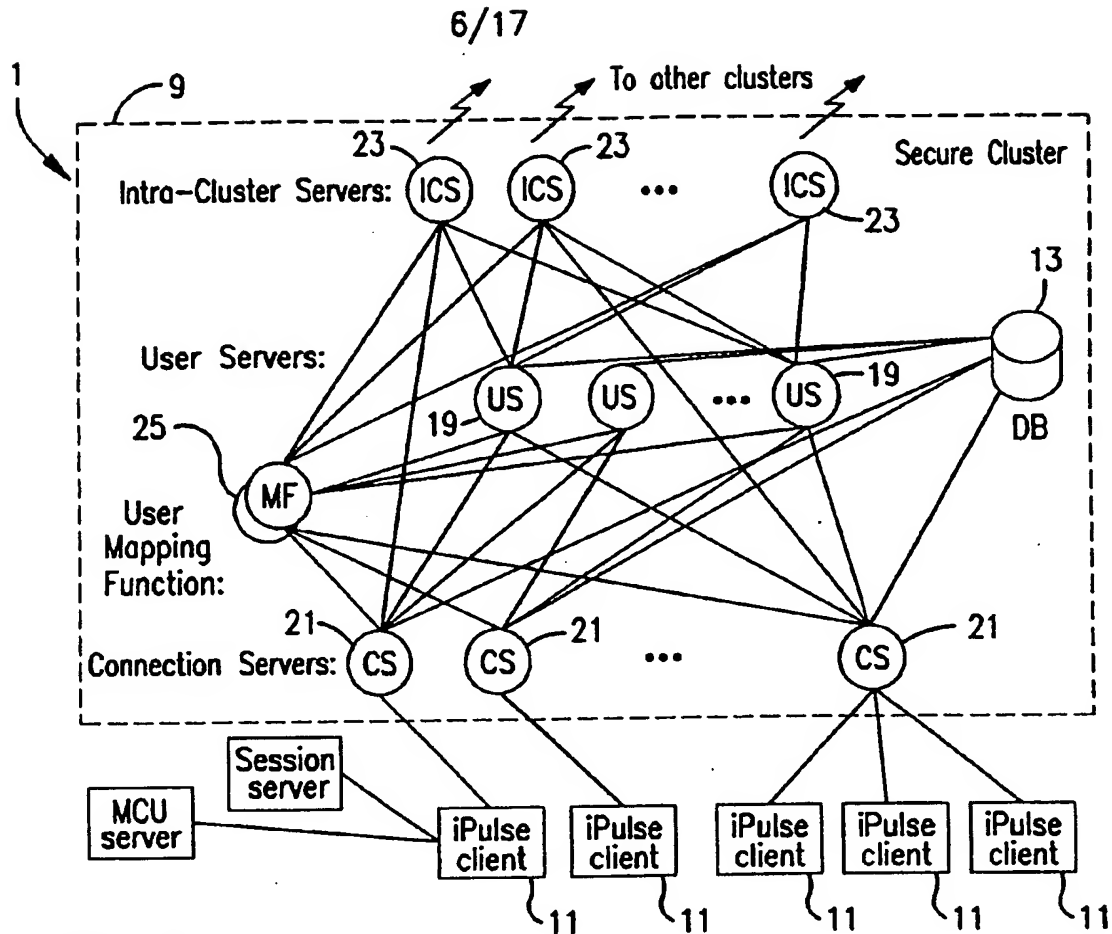 6/17
1
9
To other clusters
23
23
Secure Cluster
Intra-Cluster Servers:
ICS
ICS
•••
ICS
23
13
User Servers:
US
US
•••
US
19
19
DB
25
MF
User
Mapping
Function:
21
21
21
Connection Servers:
CS
CS
•••
CS
Session
server
MCU
server
iPulse
client
iPulse
client
iPulse
client
iPulse
client
iPulse
client
11
11
11
11
11